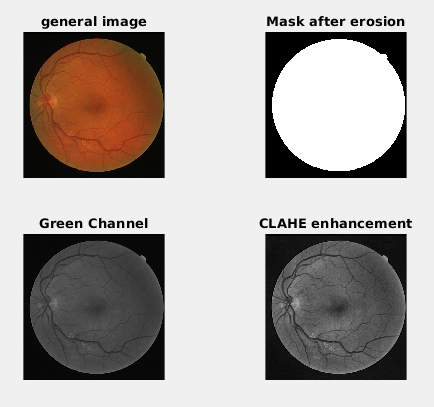 general image
Mask after erosion
Green Channel
CLAHE enhancement